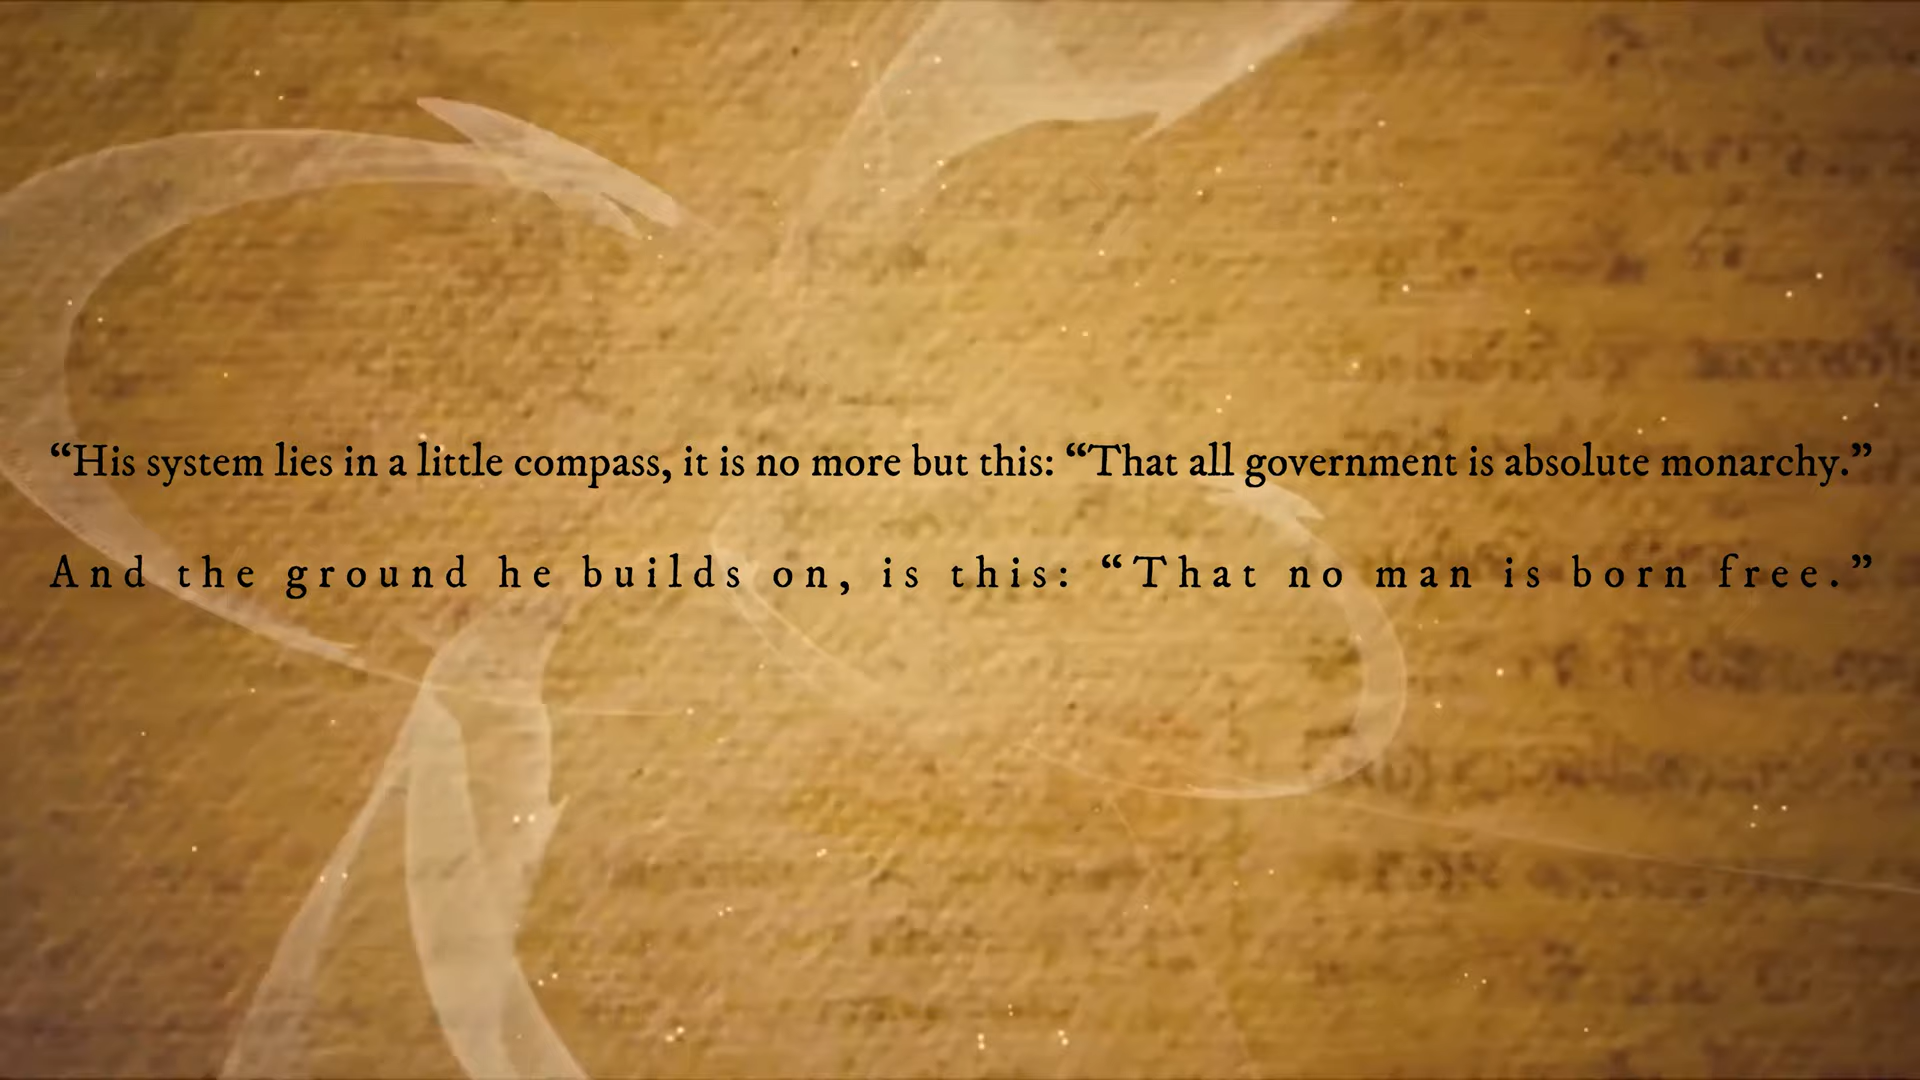 “His system lies in a little compass, it is no more but this: “That all government is absolute monarchy.”
And the ground he builds on, is this: “That no man is born free.”